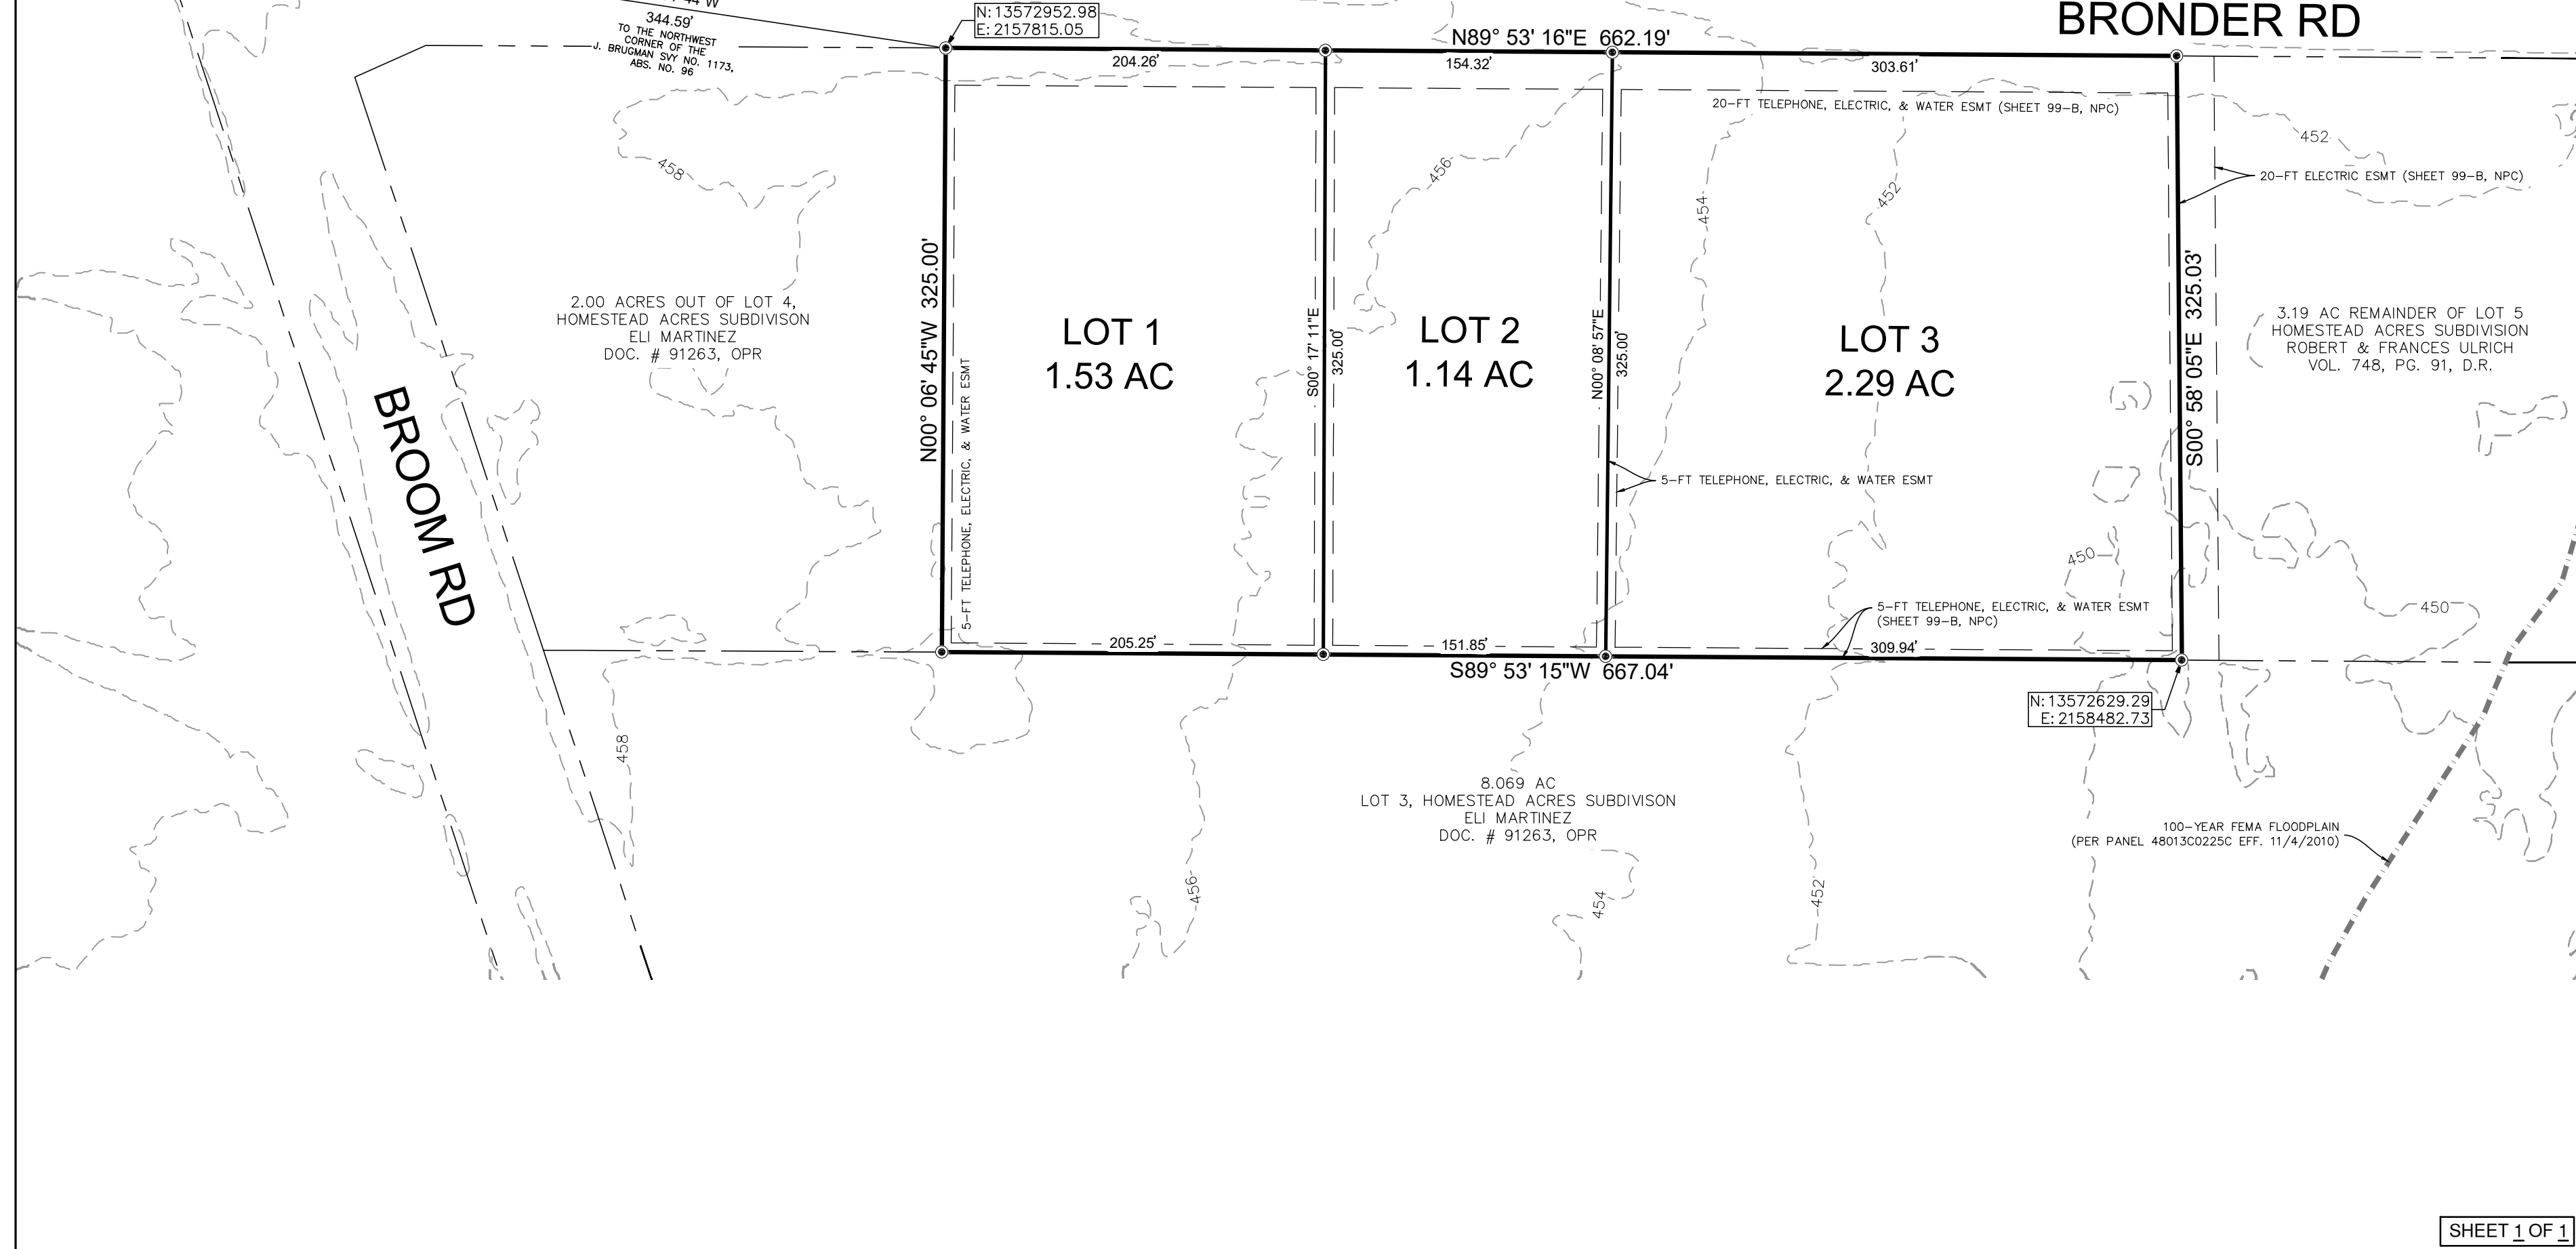 344.59'
TO THE NORTHWEST
CORNER OF THE
J. BRUGMAN SVY NO. 1173,
ABS. NO. 96
N: 13572952.98
E: 2157815.05
N89° 53' 16"E 662.19'
BRONDER RD
204.26'
154.32'
303.61'
20-FT TELEPHONE, ELECTRIC, & WATER ESMT (SHEET 99-B, NPC)
452
458
456
454
452
20-FT ELECTRIC ESMT (SHEET 99-B, NPC)
2.00 ACRES OUT OF LOT 4,
HOMESTEAD ACRES SUBDIVISON
ELI MARTINEZ
DOC. # 91263, OPR
N00° 06' 45"W 325.00'
5-FT TELEPHONE, ELECTRIC, & WATER ESMT
LOT 1
1.53 AC
S00° 17' 11"E
325.00'
LOT 2
1.14 AC
N00° 08' 57"E
325.00'
LOT 3
2.29 AC
S00° 58' 05"E 325.03'
3.19 AC REMAINDER OF LOT 5
HOMESTEAD ACRES SUBDIVISION
ROBERT & FRANCES ULRICH
VOL. 748, PG. 91, D.R.
BROOM RD
5-FT TELEPHONE, ELECTRIC, & WATER ESMT
450
5-FT TELEPHONE, ELECTRIC, & WATER ESMT
(SHEET 99-B, NPC)
450
205.25'
151.85'
309.94'
S89° 53' 15"W 667.04'
N: 13572629.29
E: 2158482.73
458
8.069 AC
LOT 3, HOMESTEAD ACRES SUBDIVISON
ELI MARTINEZ
DOC. # 91263, OPR
100-YEAR FEMA FLOODPLAIN
(PER PANEL 48013C0225C EFF. 11/4/2010)
456
454
452
SHEET 1 OF 1